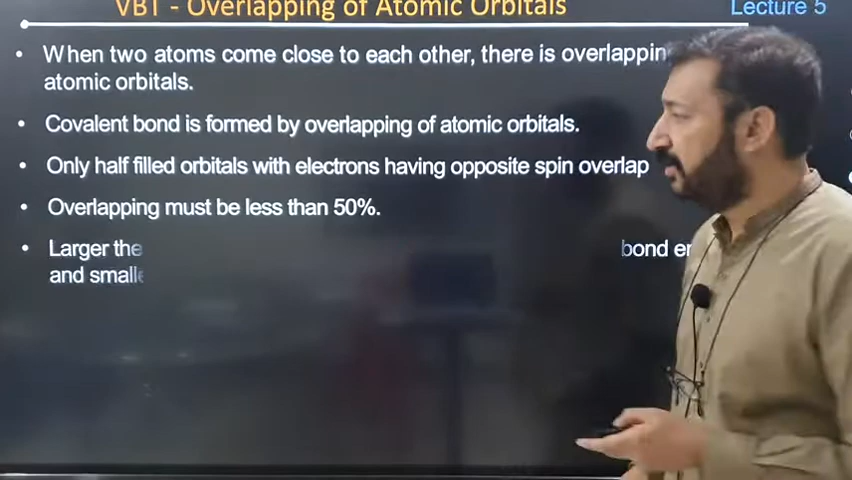 VBT - Overlapping of Atomic Orbitals
Lecture 5
• When two atoms come close to each other, there is overlappin
atomic orbitals.
• Covalent bond is formed by overlapping of atomic orbitals.
• Only half filled orbitals with electrons having opposite spin overlap
• Overlapping must be less than 50%.
• Larger the bond en
and smalle